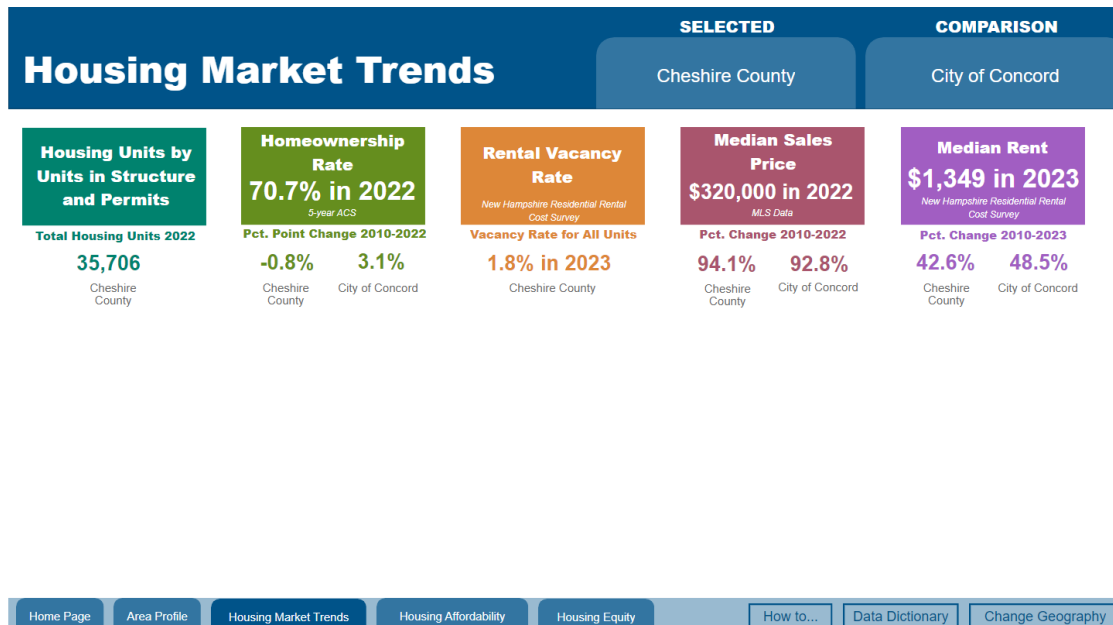 SELECTED
COMPARISON
Housing Market Trends
Cheshire County
City of Concord
Housing Units by
Units in Structure
and Permits
Total Housing Units 2022
35,706
Cheshire
County
Homeownership
Rate
70.7% in 2022
5-year ACS
Pct. Point Change 2010-2022
-0.8%
3.1%
Cheshire
County
City of Concord
Rental Vacancy
Rate
New Hampshire Residential Rental
Cost Survey
Vacancy Rate for All Units
1.8% in 2023
Cheshire County
Median Sales
Price
$320,000 in 2022
MLS Data
Pct. Change 2010-2022
94.1%
92.8%
Cheshire
County
City of Concord
Median Rent
$1,349 in 2023
New Hampshire Residential Rental
Cost Survey
Pct. Change 2010-2023
42.6%
48.5%
Cheshire
County
City of Concord
Home Page
Area Profile
Housing Market Trends
Housing Affordability
Housing Equity
How to...
Data Dictionary
Change Geography